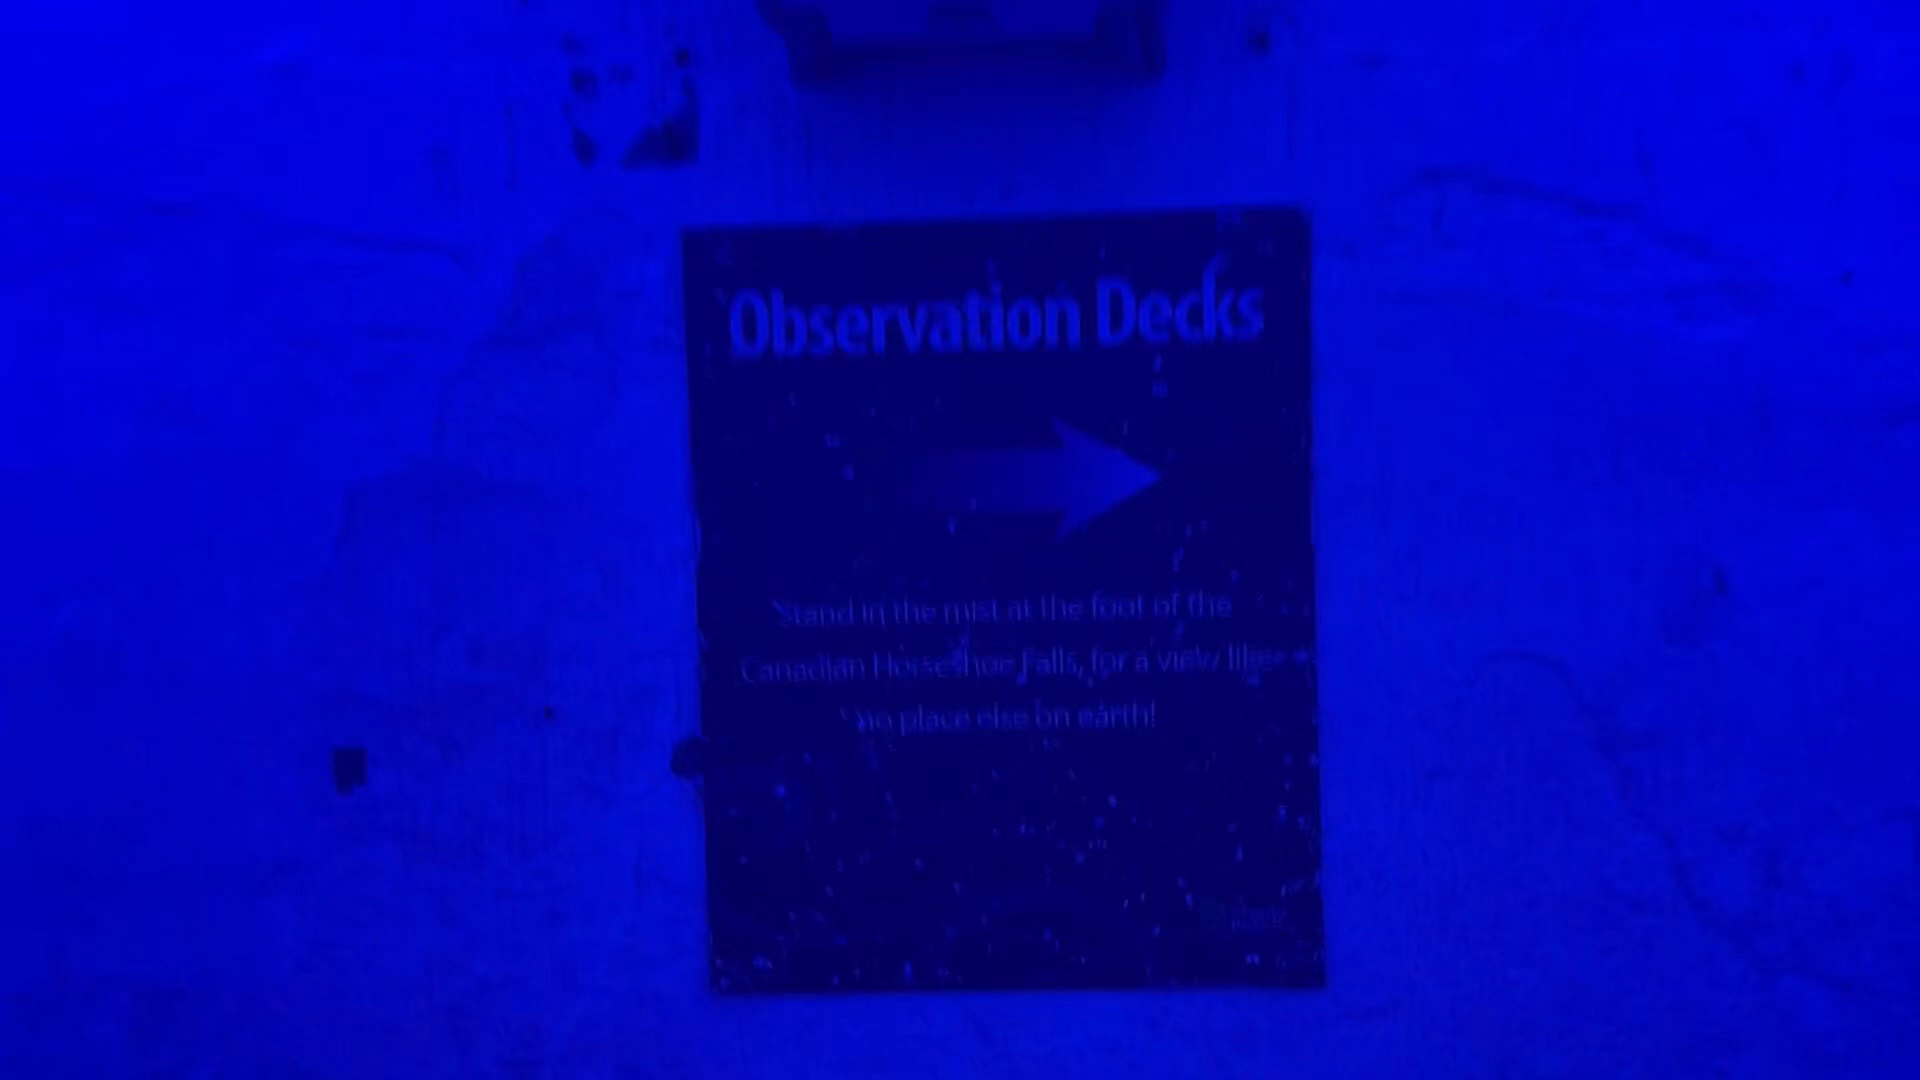 Observation Decks
Stand in the mist at the foot of the
Canadian Horseshoe Falls, for a view like
no place else on earth!